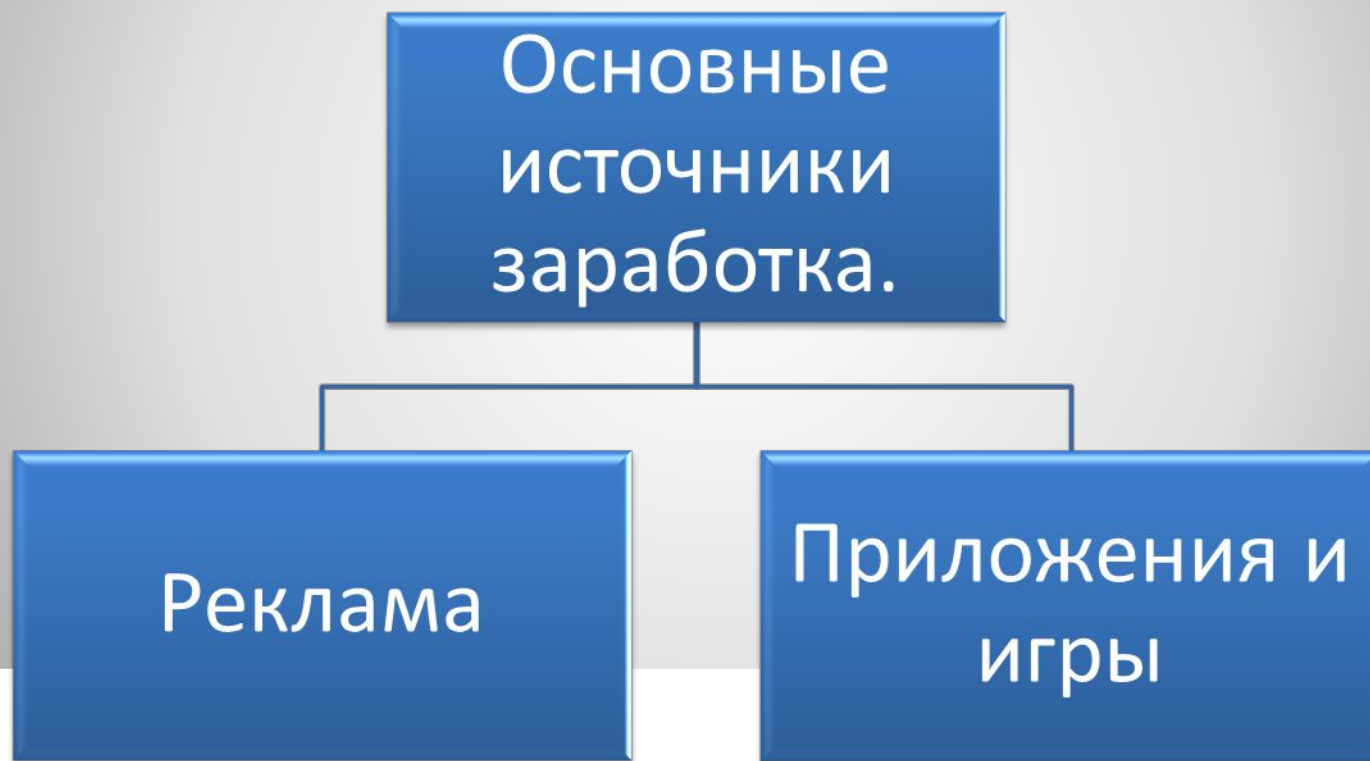 Основные
источники
заработка.
Реклама
Приложения и
игры